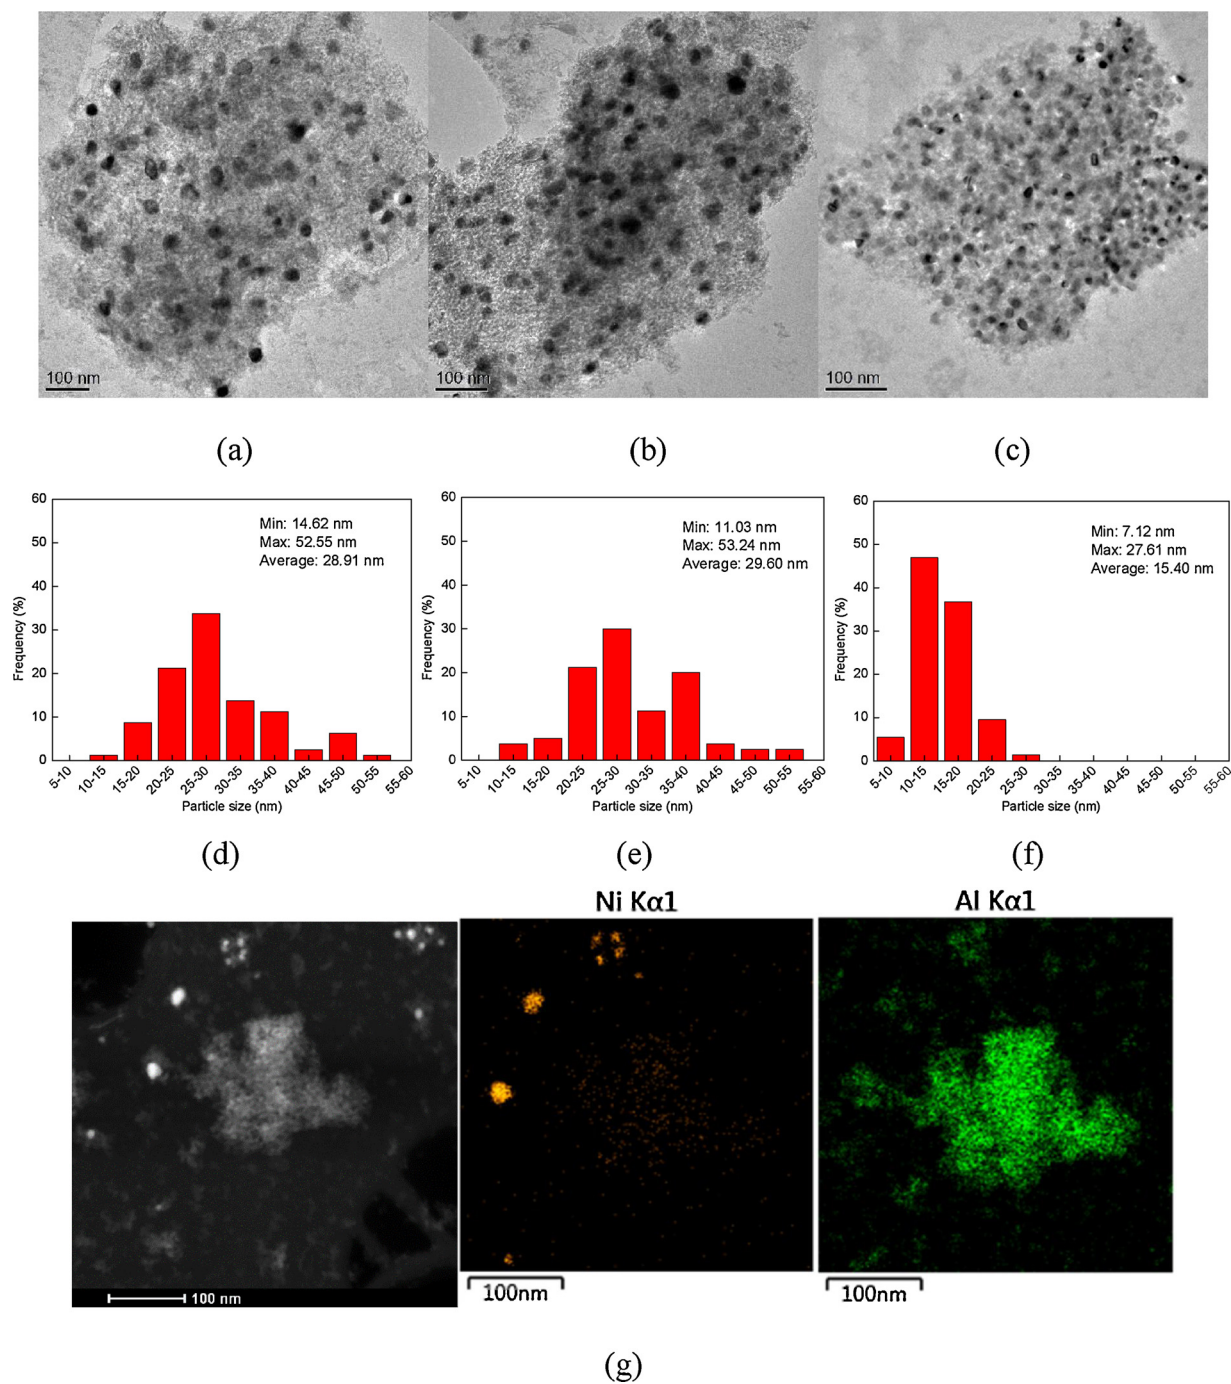 100 nm
100 nm
100 nm
(a)
(b)
(c)
60
50
40
30
20
10
0
Frequency (%)
Min: 14.62 nm
Max: 52.55 nm
Average: 28.91 nm
5-10
10-15
15-20
20-25
25-30
30-35
35-40
40-45
45-50
50-55
55-60
Particle size (nm)
60
50
40
30
20
10
0
Frequency (%)
Min: 11.03 nm
Max: 53.24 nm
Average: 29.60 nm
5-10
10-15
15-20
20-25
25-30
30-35
35-40
40-45
45-50
50-55
55-60
Particle size (nm)
60
50
40
30
20
10
0
Frequency (%)
Min: 7.12 nm
Max: 27.61 nm
Average: 15.40 nm
5-10
10-15
15-20
20-25
25-30
30-35
35-40
40-45
45-50
50-55
55-60
Particle size (nm)
(d)
(e)
(f)
Ni Kα1
Al Kα1
100 nm
100nm
100nm
(g)